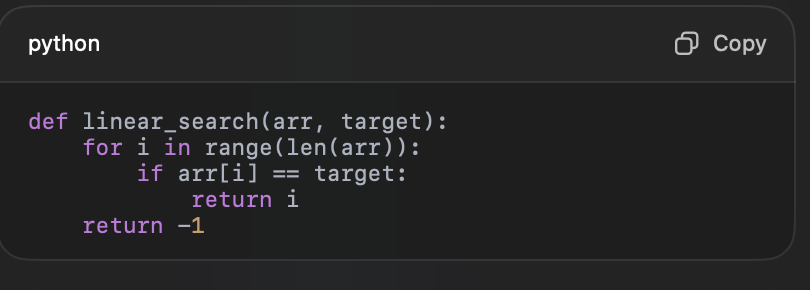 python
Copy
def linear_search(arr, target):
    for i in range(len(arr)):
        if arr[i] == target:
            return i
    return -1